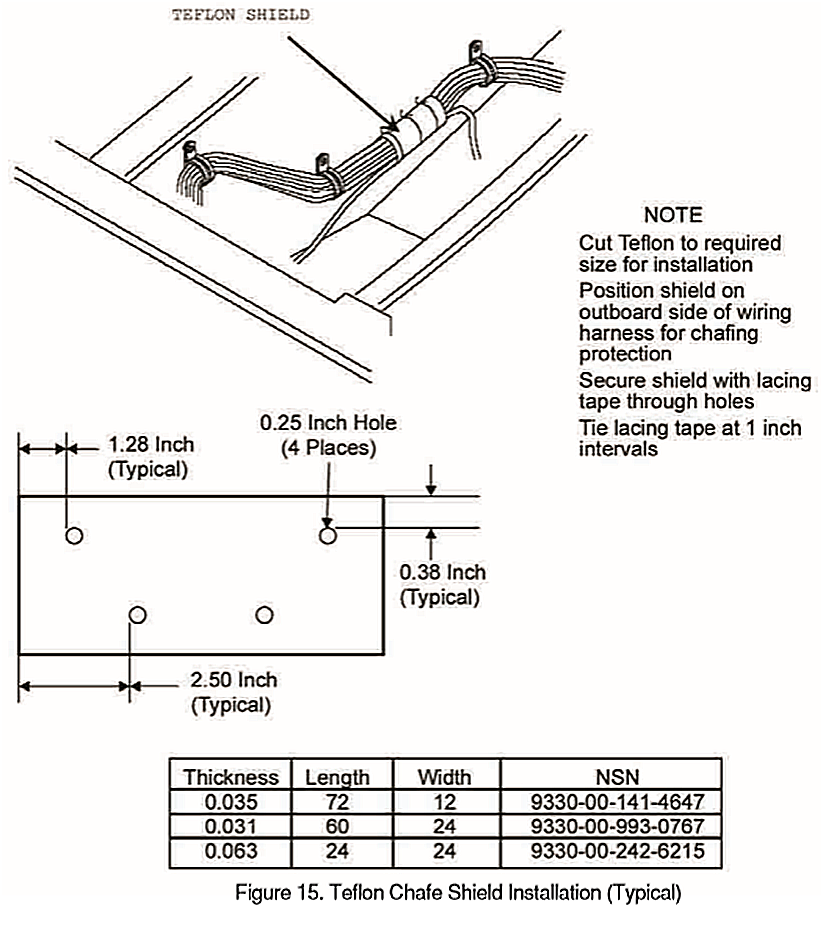 TEFLON SHIELD
NOTE
Cut Teflon to required
size for installation
Position shield on
outboard side of wiring
harness for chafing
protection
Secure shield with lacing
tape through holes
Tie lacing tape at 1 inch
intervals
1.28 Inch
(Typical)
0.25 Inch Hole
(4 Places)
0.38 Inch
(Typical)
2.50 Inch
(Typical)
Thickness Length Width NSN
0.035 72 12 9330-00-141-4647
0.031 60 24 9330-00-993-0767
0.063 24 24 9330-00-242-6215
Figure 15. Teflon Chafe Shield Installation (Typical)